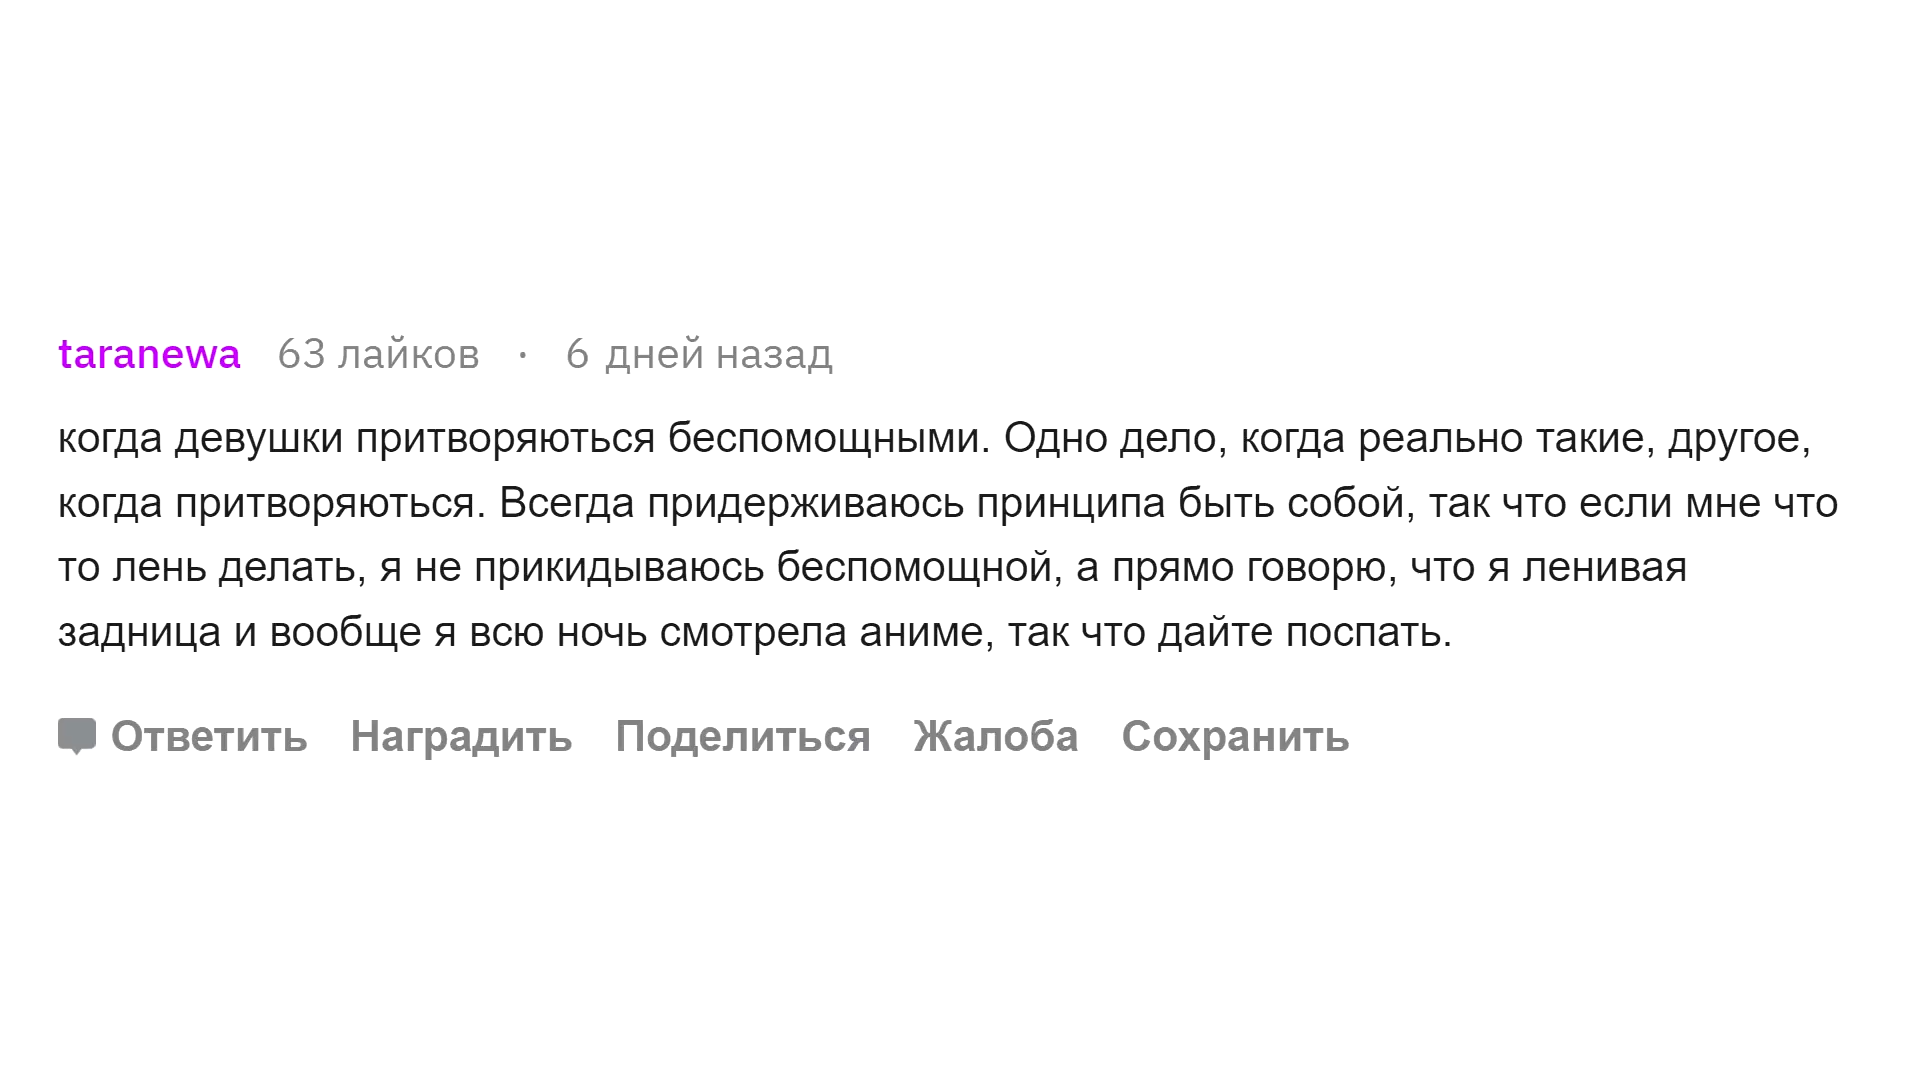 taranewa 63 лайков · 6 дней назад
когда девушки притворяються беспомощными. Одно дело, когда реально такие, другое,
когда притворяються. Всегда придерживаюсь принципа быть собой, так что если мне что
то лень делать, я не прикидываюсь беспомощной, а прямо говорю, что я ленивая
задница и вообще я всю ночь смотрела аниме, так что дайте поспать.
Ответить Наградить Поделиться Жалоба Сохранить